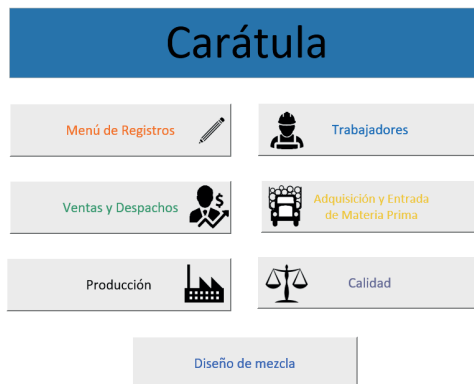 Carátula
Menú de Registros
Trabajadores
Ventas y Despachos
Adquisición y Entrada
de Materia Prima
Producción
Calidad
Diseño de mezcla